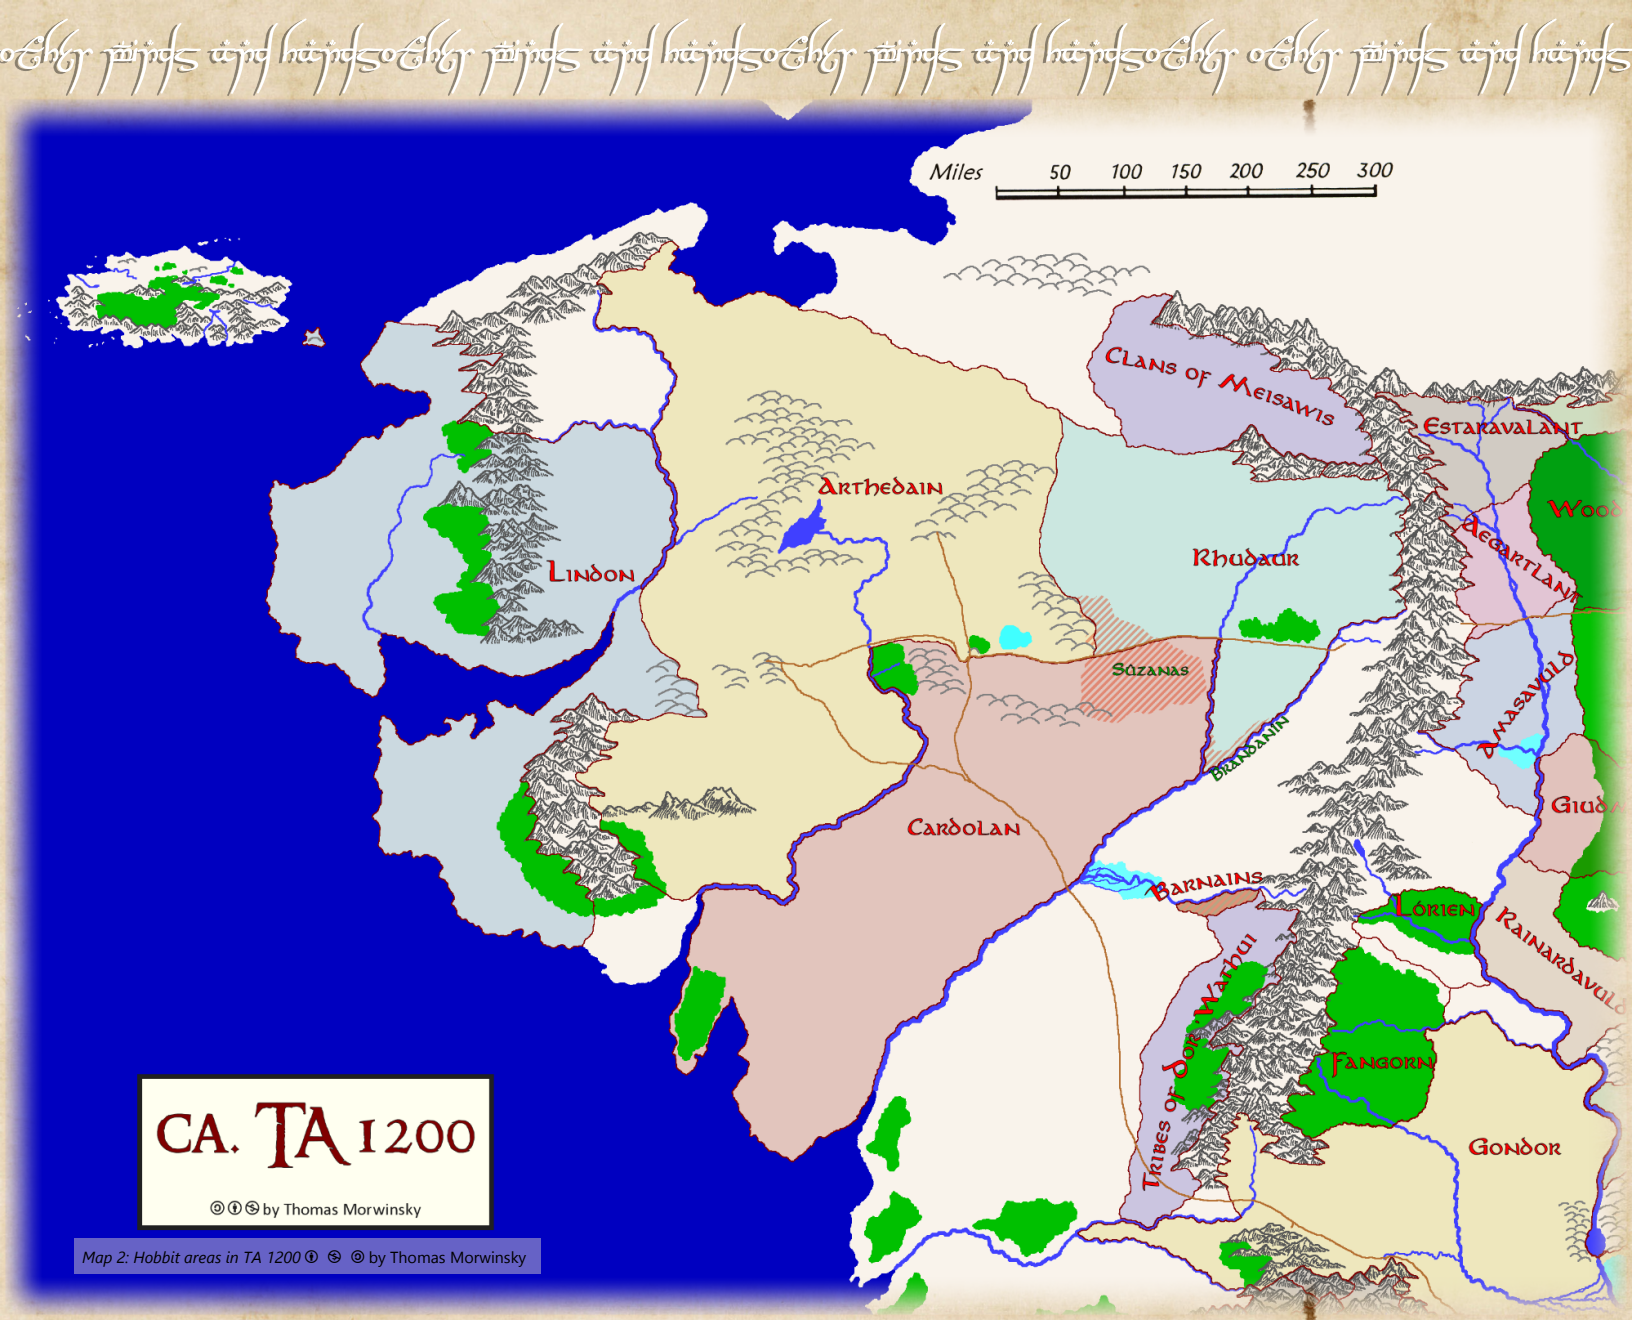 Miles 50 100 150 200 250 300
Clans of Meisawis
Estaravalant
Arthedain
Wood
Aegartlant
Rhudaur
Lindon
Sûzanas
Amasavuld
Brandanin
Giuda
Cardolan
Barnains
Lórien
Rainardavuld
Tribes of Dor-Wathui
Fangorn
Gondor
CA. TA 1200
by Thomas Morwinsky
Map 2: Hobbit areas in TA 1200 by Thomas Morwinsky